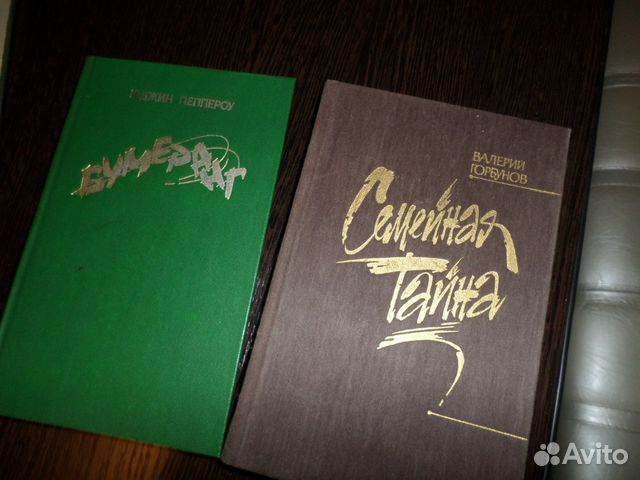 ЮДЖИН ПЕППЕРОУ
БУМЕРАНГ
ВАЛЕРИЙ
ГОРБУНОВ
Семейная
Тайна
Avito